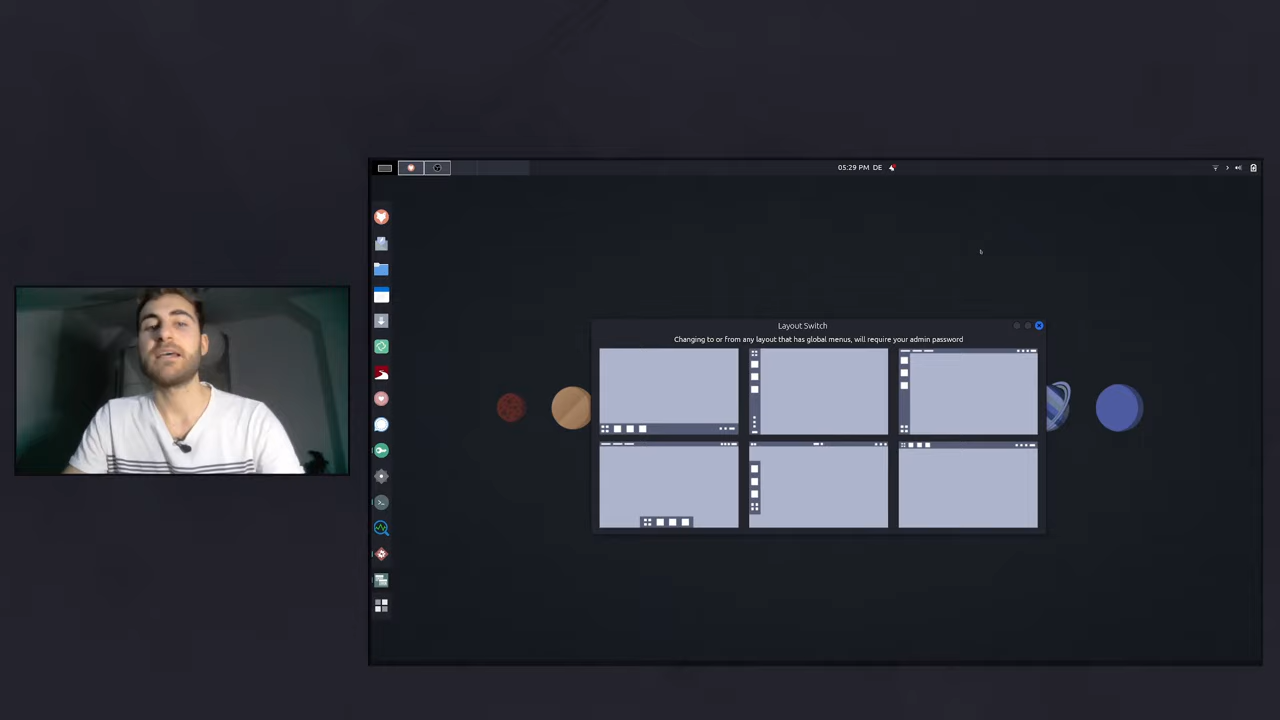 05:29 PM DE
Layout Switch
Changing to or from any layout that has global menus, will require your admin password